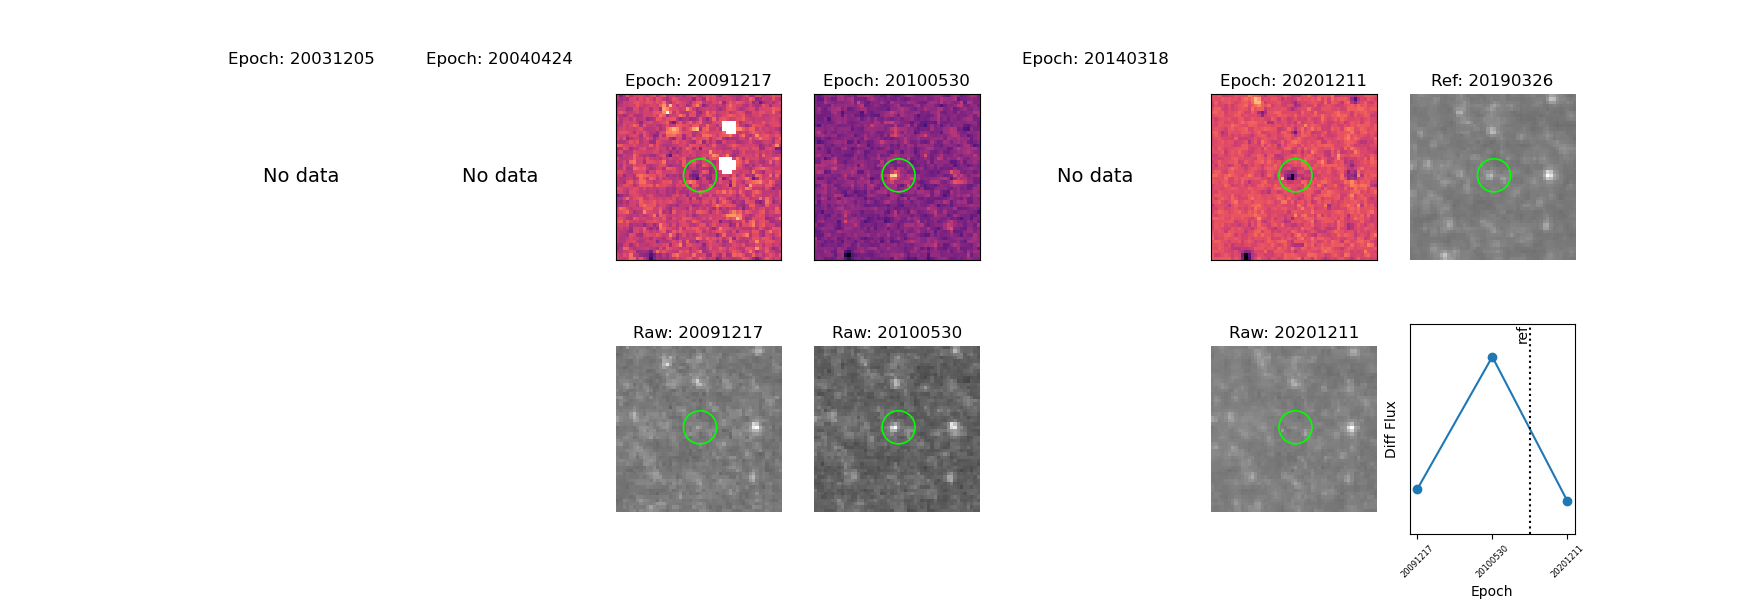 Epoch: 20031205
Epoch: 20040424
Epoch: 20091217
Epoch: 20100530
Epoch: 20140318
Epoch: 20201211
Ref: 20190326
No data
No data
No data
Raw: 20091217
Raw: 20100530
Raw: 20201211
ref
Diff Flux
20091217
20100530
20201211
Epoch